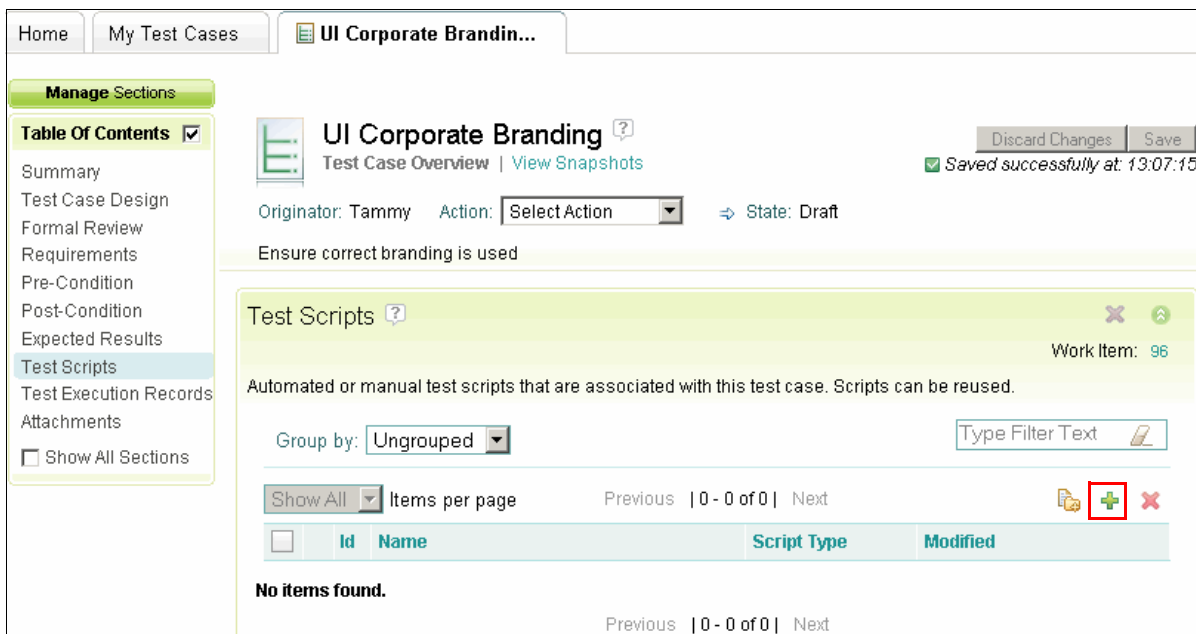 Home My Test Cases UI Corporate Brandin...
Manage Sections
Table Of Contents
Summary
Test Case Design
Formal Review
Requirements
Pre-Condition
Post-Condition
Expected Results
Test Scripts
Test Execution Records
Attachments
Show All Sections
UI Corporate Branding ?
Test Case Overview | View Snapshots
Discard Changes Save
Saved successfully at: 13:07:15
Originator: Tammy Action: Select Action State: Draft
Ensure correct branding is used
Test Scripts ?
Work Item: 96
Automated or manual test scripts that are associated with this test case. Scripts can be reused.
Group by: Ungrouped Type Filter Text
Show All Items per page Previous | 0 - 0 of 0 | Next
Id Name Script Type Modified
No items found.
Previous | 0 - 0 of 0 | Next